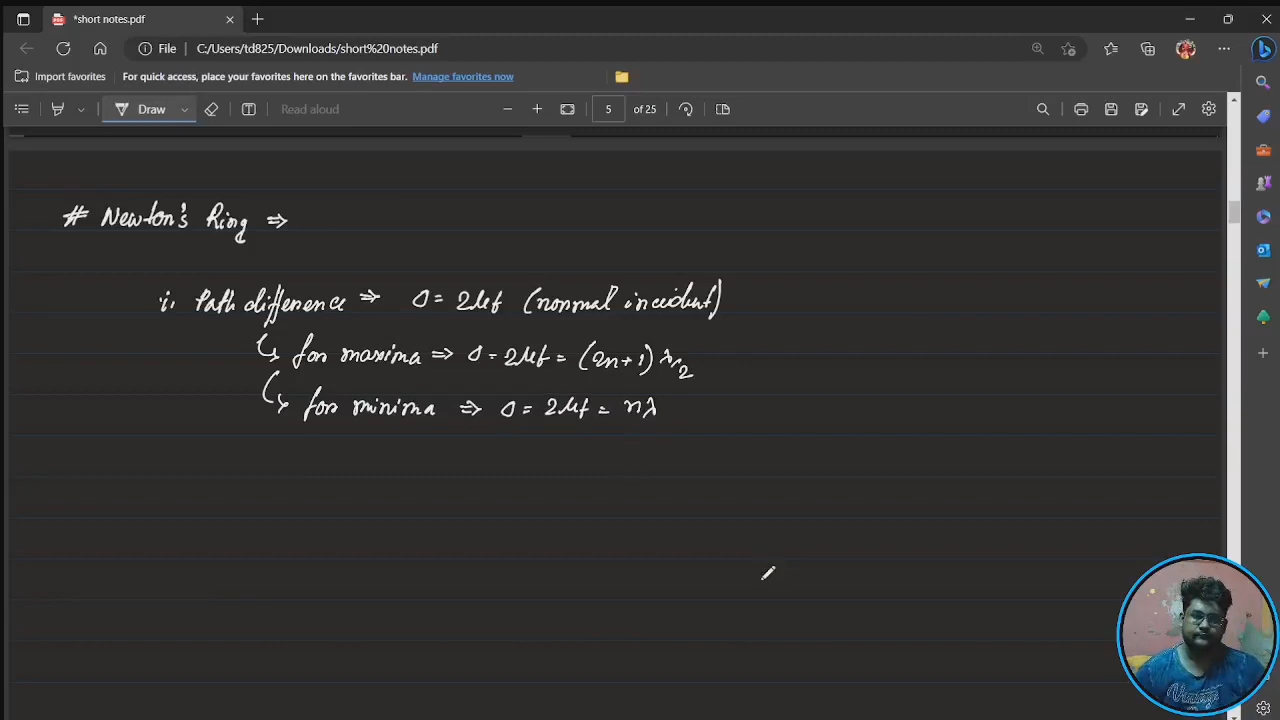 *short notes.pdf
File C:/Users/td825/Downloads/short%20notes.pdf
Import favorites For quick access, place your favorites here on the favorites bar. Manage favorites now
Draw Read aloud 5 of 25
# Newton's Ring ⇒
i. Path difference ⇒ Δ = 2μt (normal incident)
↳ for maxima ⇒ Δ = 2μt = (2n+1) λ/2
↳ for minima ⇒ Δ = 2μt = nλ